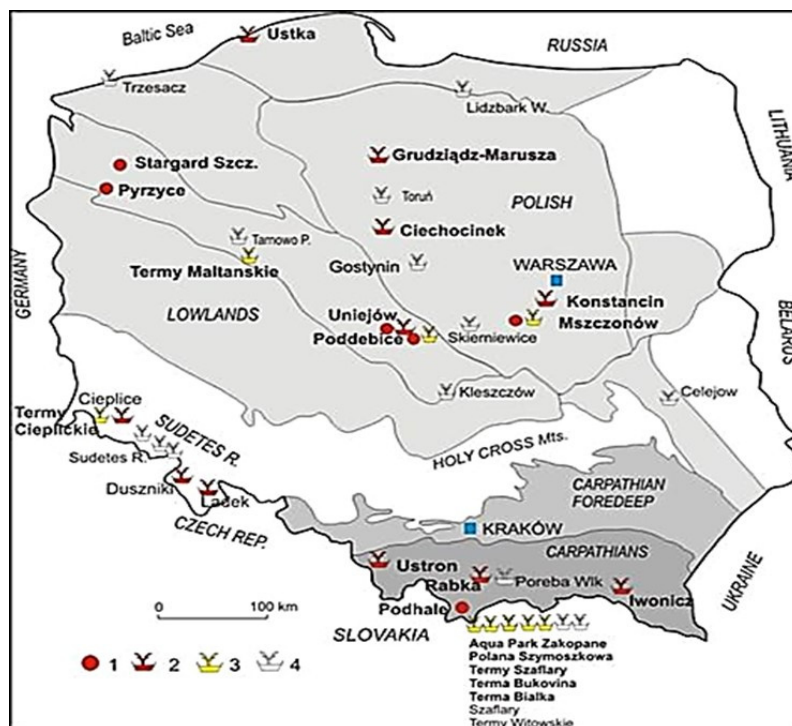 Baltic Sea
Ustka
RUSSIA
Trzesacz
Lidzbark W.
LITHUANIA
Grudziądz-Marusza
Stargard Szcz.
Pyrzyce
Toruń
POLISH
Ciechocinek
Tarnowo P.
Termy Maltanskie
Gostynin
WARSZAWA
GERMANY
LOWLANDS
Uniejów
Konstancin
Mszczonów
Poddebice
Skierniewice
BELARUS
Kleszczów
Celejow
Cieplice
Termy
Cieplickie
SUDETES R.
Sudetes R.
HOLY CROSS Mts.
Duszniki
Ladek
CZECH REP.
CARPATHIAN
FOREDEEP
KRAKÓW
CARPATHIANS
Ustron
Rabka
Poreba Wlk
Iwonicz
UKRAINE
0 100 km
Podhale
SLOVAKIA
1 2 3 4
Aqua Park Zakopane
Polana Szymoszkowa
Termy Szaflary
Terma Bukovina
Terma Bialka
Szaflary
Termy Witowskie